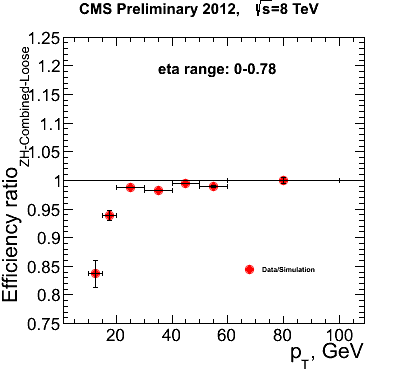 CMS Preliminary 2012, √s=8 TeV
eta range: 0-0.78
Efficiency ratio ZH-Combined-Loose
1.25
1.2
1.15
1.1
1.05
1
0.95
0.9
0.85
0.8
0.75
Data/Simulation
20 40 60 80 100
pT, GeV